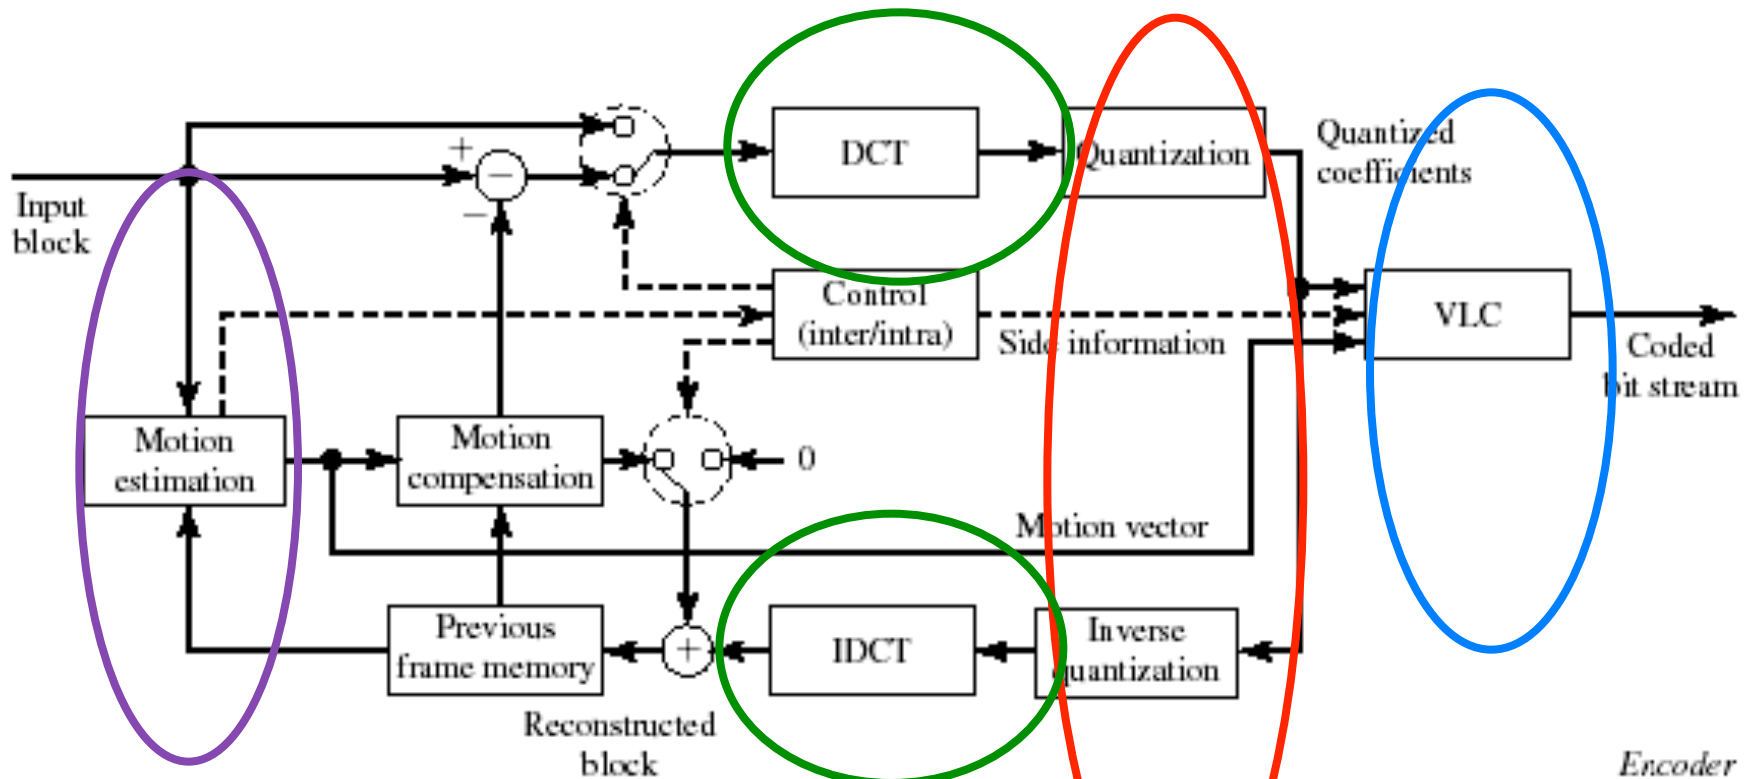 DCT
Quantization
Quantized
coefficients
+
−
−
Input
block
Control
(inter/intra)
Side information
VLC
Coded
bit stream
Motion
estimation
Motion
compensation
0
Motion vector
Previous
frame memory
+
IDCT
Inverse
quantization
Reconstructed
block
Encoder